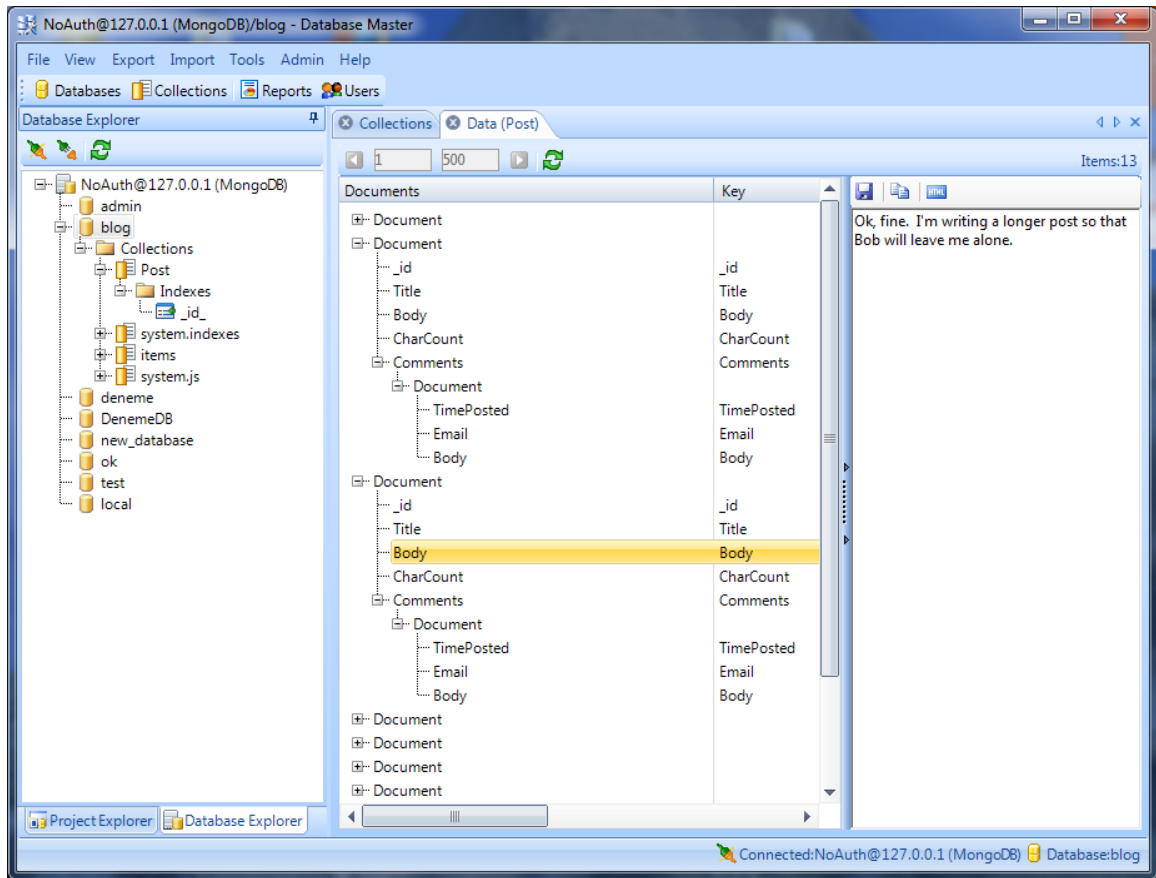 NoAuth@127.0.0.1 (MongoDB)/blog - Database Master
File View Export Import Tools Admin Help
Databases Collections Reports Users
Database Explorer
NoAuth@127.0.0.1 (MongoDB)
admin
blog
Collections
Post
Indexes
_id_
system.indexes
items
system.js
deneme
DenemeDB
new_database
ok
test
local
Project Explorer Database Explorer
Collections Data (Post)
1 500 Items:13
Documents Key
Document
Document
_id _id
Title Title
Body Body
CharCount CharCount
Comments Comments
Document
TimePosted TimePosted
Email Email
Body Body
Document
_id _id
Title Title
Body Body
CharCount CharCount
Comments Comments
Document
TimePosted TimePosted
Email Email
Body Body
Document
Document
Document
Document
HTML
Ok, fine. I'm writing a longer post so that
Bob will leave me alone.
Connected:NoAuth@127.0.0.1 (MongoDB) Database:blog